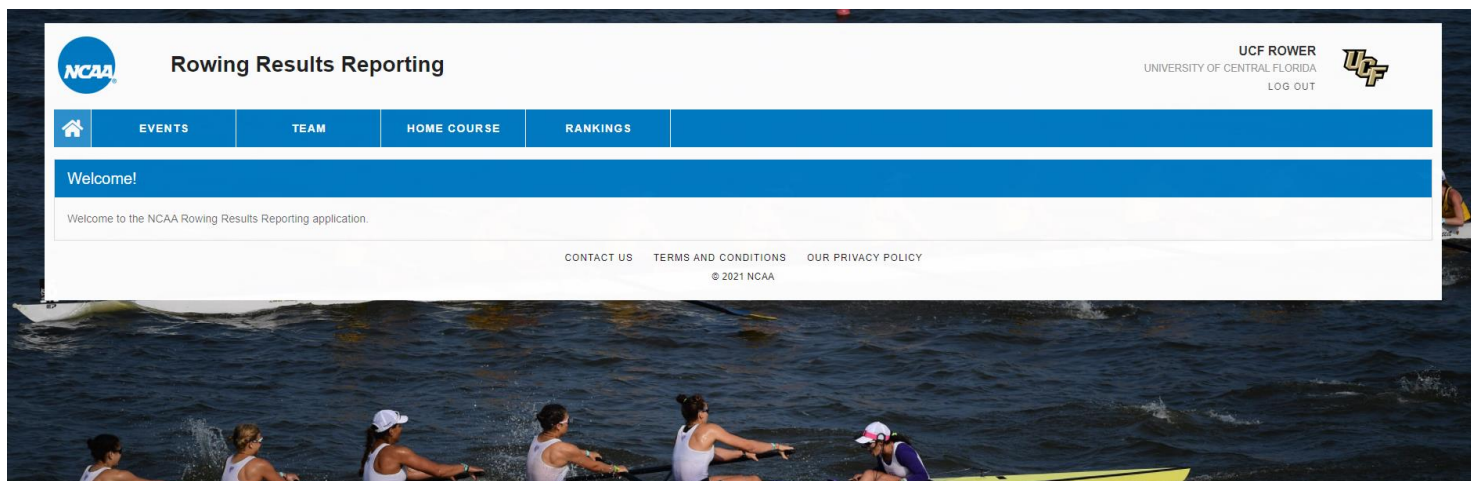 NCAA
Rowing Results Reporting
UCF ROWER
UNIVERSITY OF CENTRAL FLORIDA
LOG OUT
UCF
EVENTS TEAM HOME COURSE RANKINGS
Welcome!
Welcome to the NCAA Rowing Results Reporting application.
CONTACT US TERMS AND CONDITIONS OUR PRIVACY POLICY
© 2021 NCAA